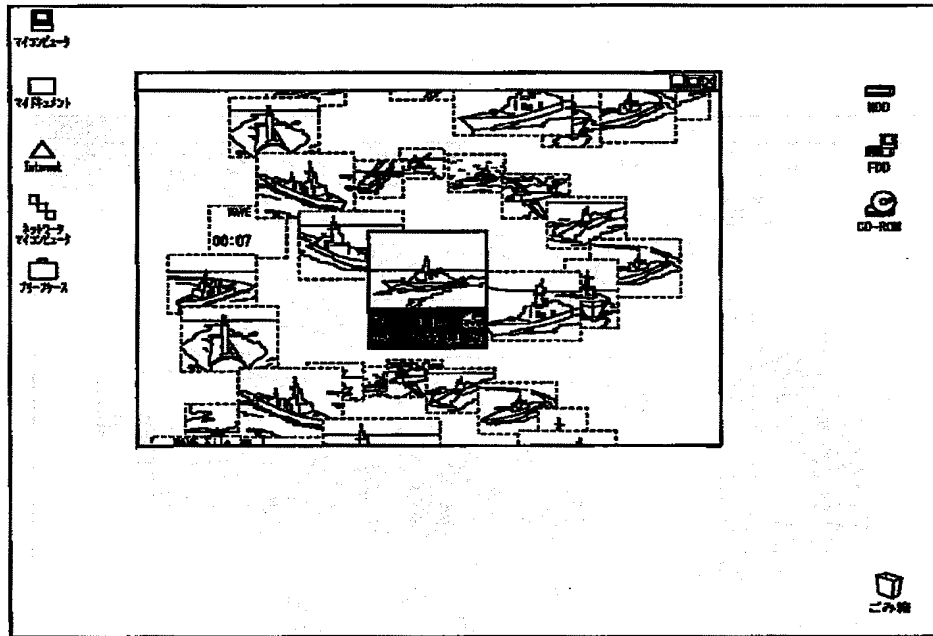 マイコンピュータ
マイドキュメント
Internet
ネットワーク
マイコンピュータ
ブリーフケース
HDD
FDD
CD-ROM
WAVE
00:07
ごみ箱